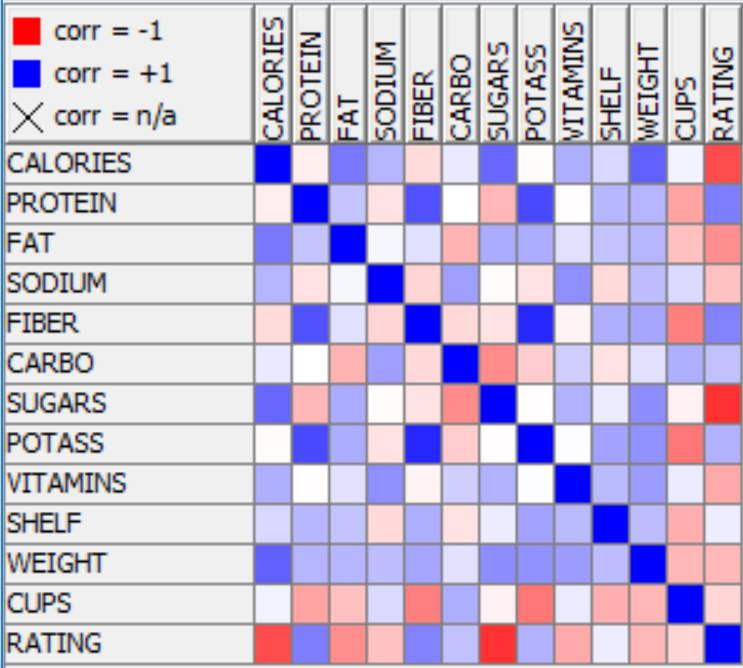 corr = -1
corr = +1
corr = n/a
CALORIES
PROTEIN
FAT
SODIUM
FIBER
CARBO
SUGARS
POTASS
VITAMINS
SHELF
WEIGHT
CUPS
RATING
CALORIES
PROTEIN
FAT
SODIUM
FIBER
CARBO
SUGARS
POTASS
VITAMINS
SHELF
WEIGHT
CUPS
RATING